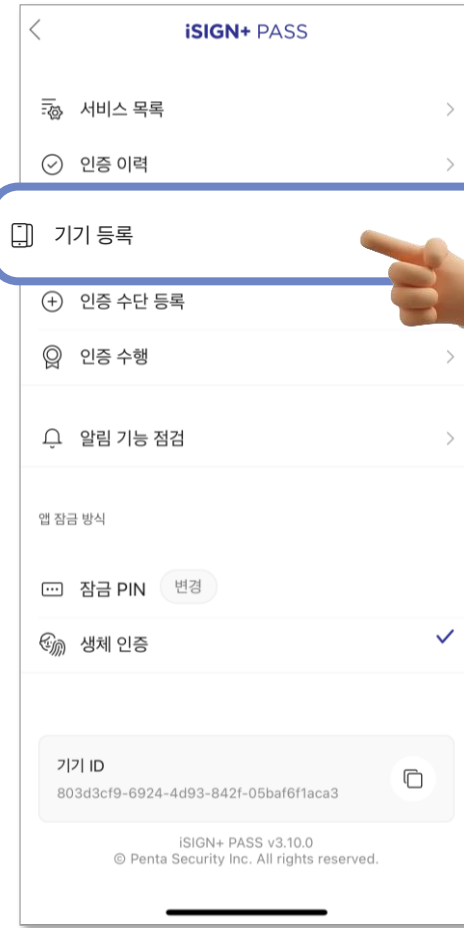 iSIGN+ PASS
서비스 목록
인증 이력
기기 등록
인증 수단 등록
인증 수행
알림 기능 점검
앱 잠금 방식
잠금 PIN 변경
생체 인증
기기 ID
803d3cf9-6924-4d93-842f-05baf6f1aca3
iSIGN+ PASS v3.10.0
© Penta Security Inc. All rights reserved.